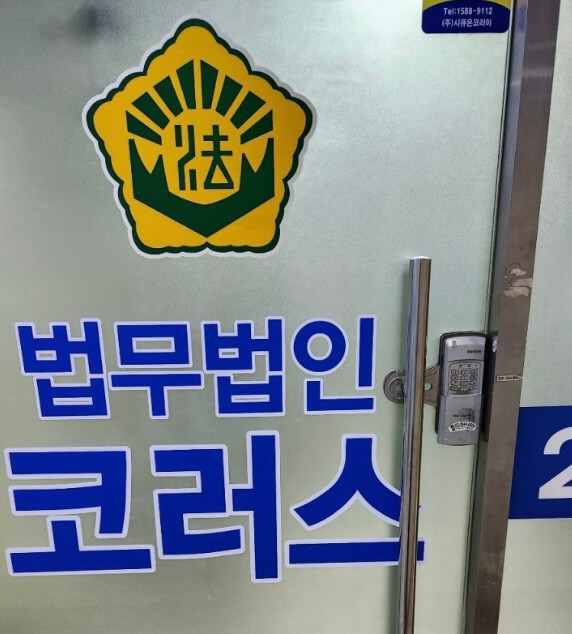 Tel:1588-9112
(주)시큐온코리아
法
법무법인
코러스
2